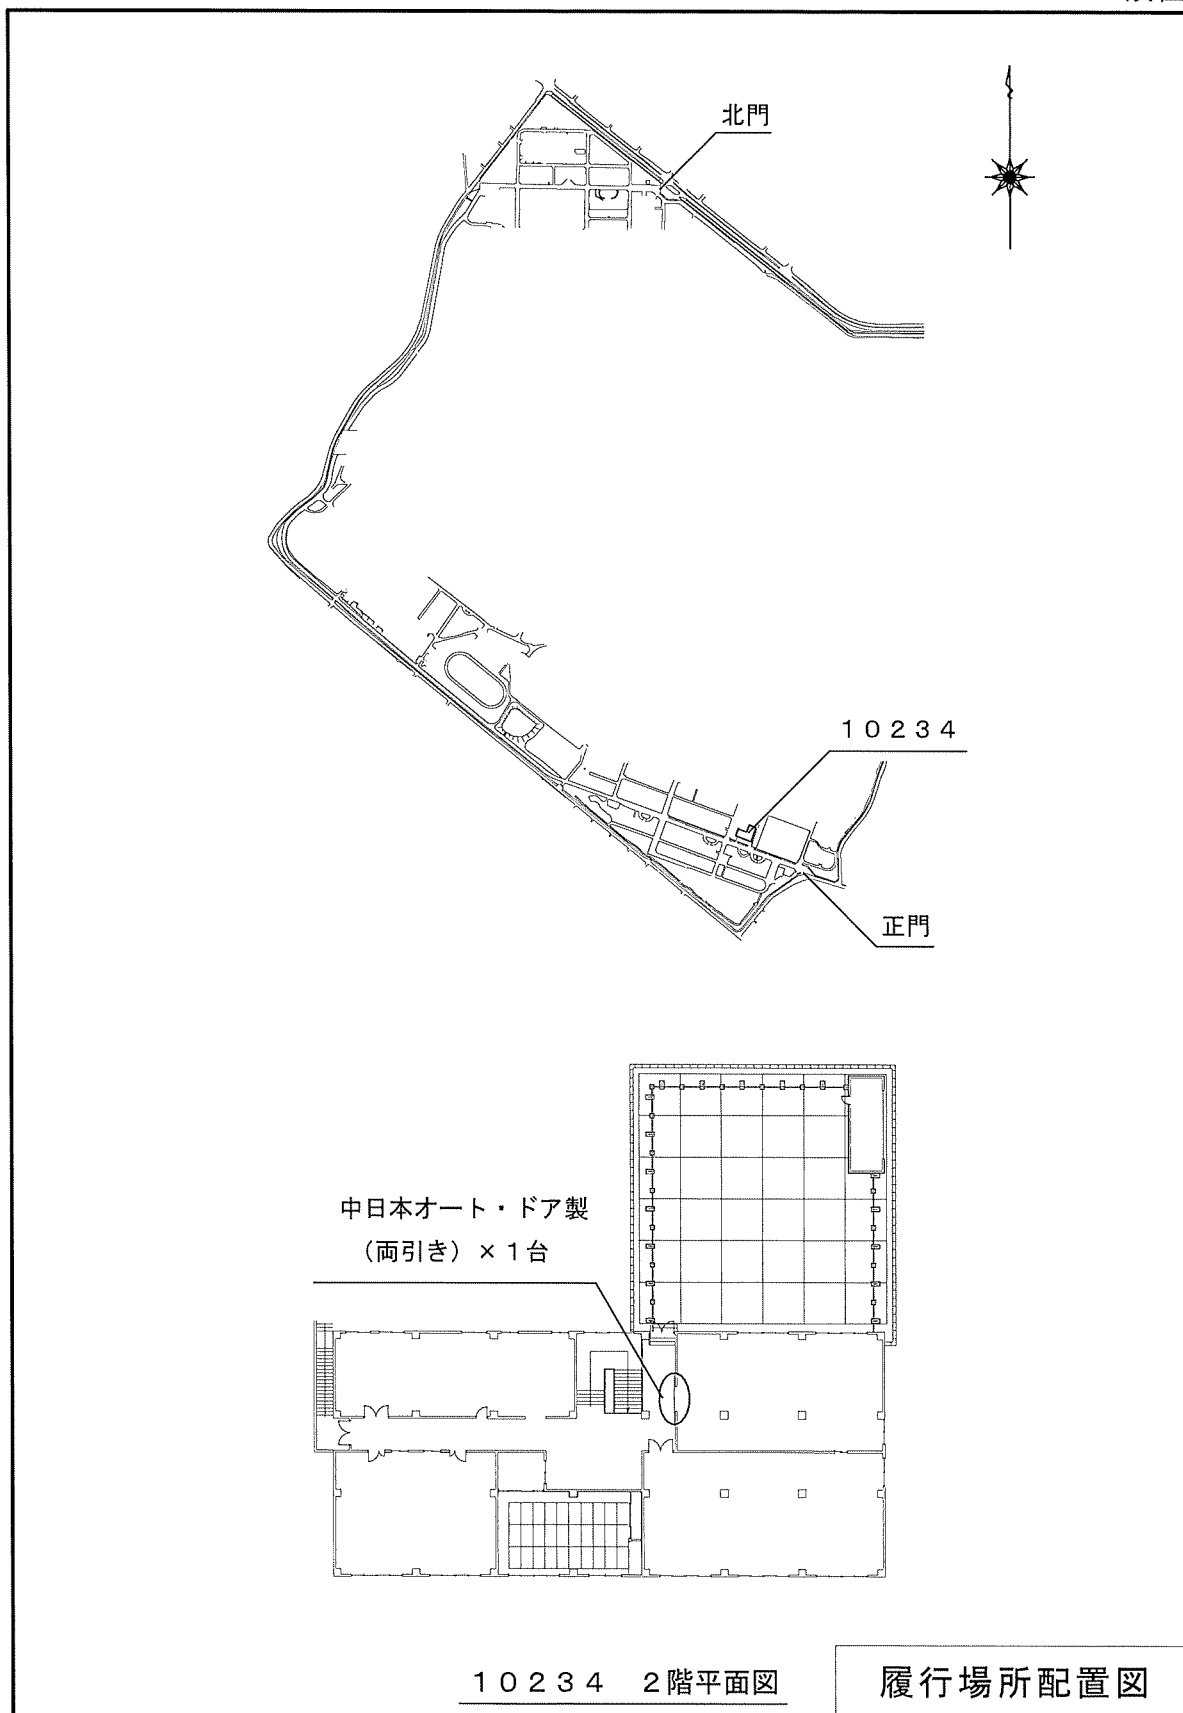 北門
１０２３４
正門
中日本オート・ドア製
（両引き）×１台
１０２３４　２階平面図
履行場所配置図